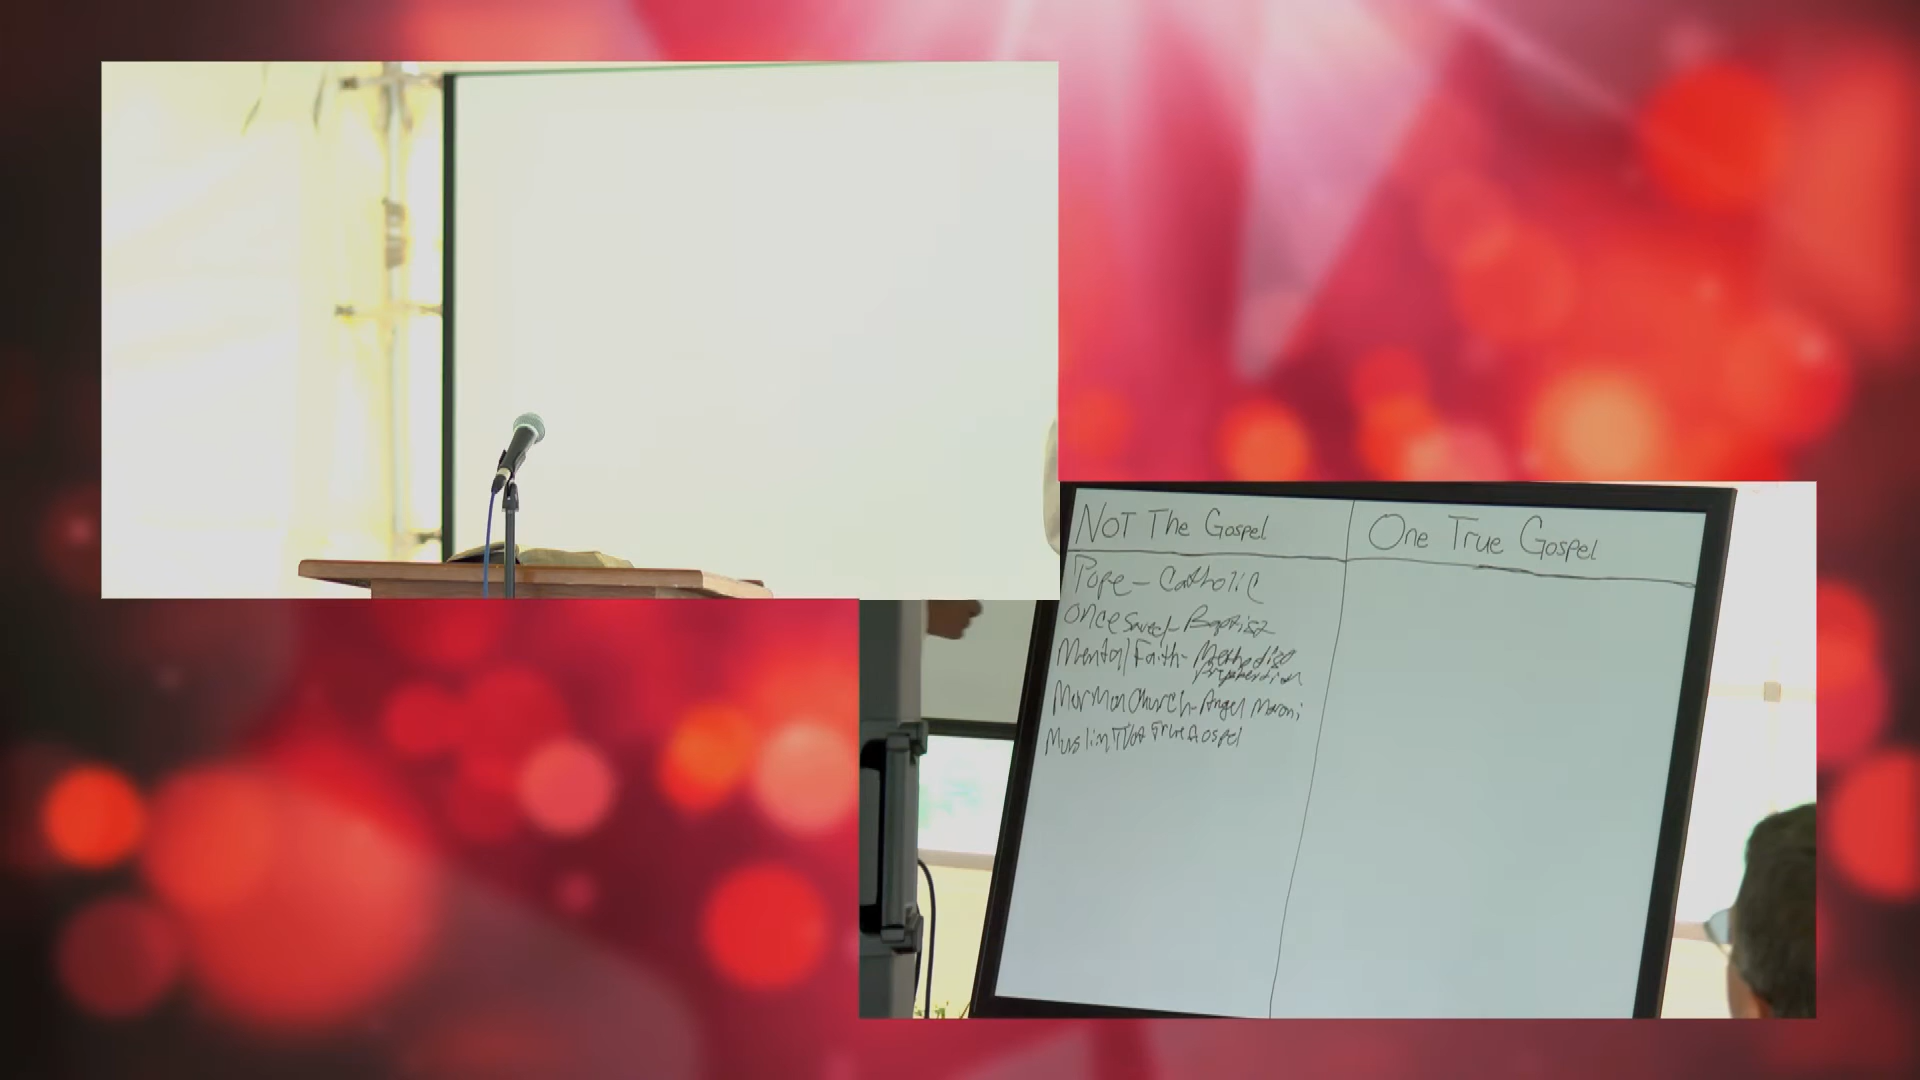 NOT The Gospel
One True Gospel
Pope - Catholic
Once Saved - Baptist
Mental Faith - Methodist
Mormon Church - Angel Moroni
Muslim True Gospel